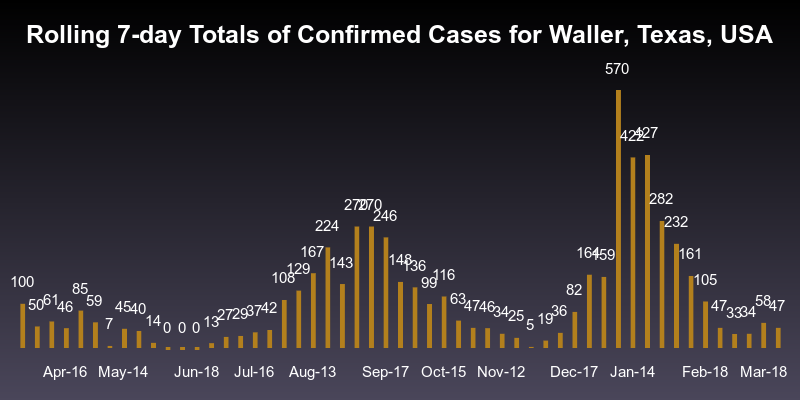 Rolling 7-day Totals of Confirmed Cases for Waller, Texas, USA
570
422 427
282
270 270 246 232
224
167 164 159 161
143 148 136
108 129 116
100 99 105
85 82
50 61 46 59 63 58
45 40 42 47 46 47 47
27 29 37 34 25 36 33 34
7 14 13 5 19
0 0 0
Apr-16 May-14 Jun-18 Jul-16 Aug-13 Sep-17 Oct-15 Nov-12 Dec-17 Jan-14 Feb-18 Mar-18